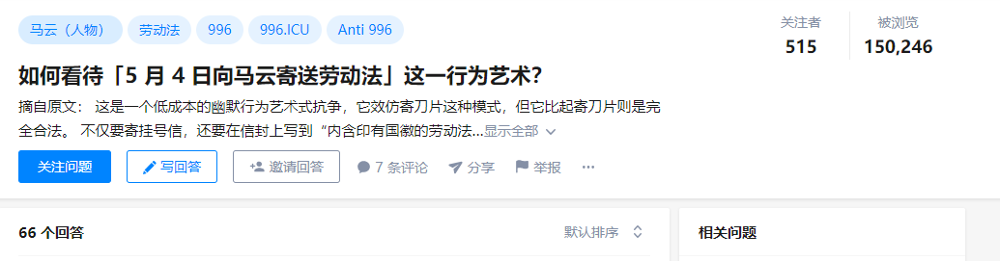 马云（人物） 劳动法 996 996.ICU Anti 996
关注者 被浏览
515 150,246
如何看待「5 月 4 日向马云寄送劳动法」这一行为艺术？
摘自原文： 这是一个低成本的幽默行为艺术式抗争，它效仿寄刀片这种模式，但它比起寄刀片则是完
全合法。 不仅要寄挂号信，还要在信封上写到“内含印有国徽的劳动法...显示全部
关注问题 写回答 邀请回答 7 条评论 分享 举报 ···
66 个回答 默认排序
相关问题